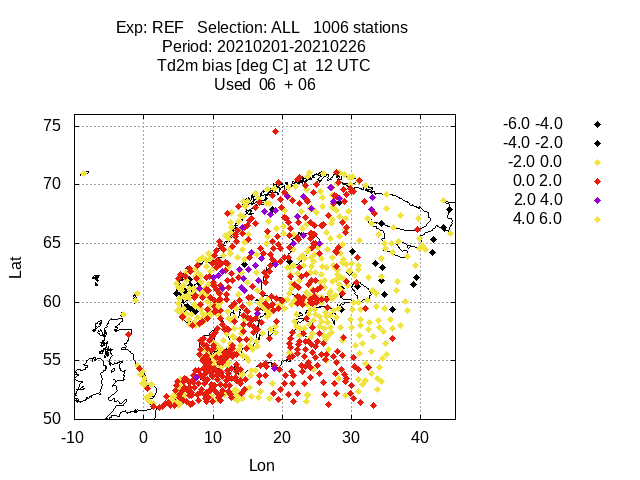 Exp: REF Selection: ALL 1006 stations
Period: 20210201-20210226
Td2m bias [deg C] at 12 UTC
Used 06 + 06
-6.0 -4.0
-4.0 -2.0
-2.0 0.0
0.0 2.0
2.0 4.0
4.0 6.0
75
70
65
60
55
50
Lat
-10 0 10 20 30 40
Lon